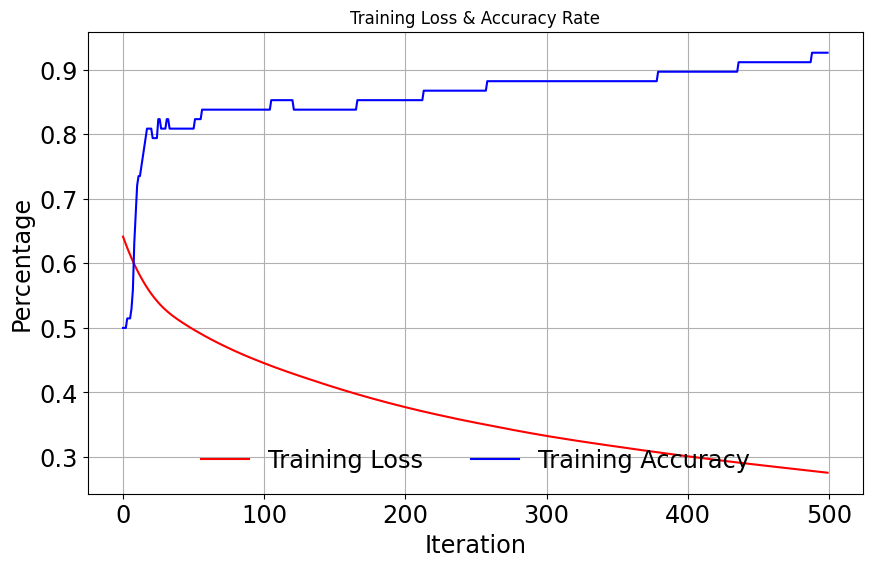 Training Loss & Accuracy Rate
0.9
0.8
0.7
0.6
0.5
0.4
0.3
Percentage
Training Loss
Training Accuracy
0 100 200 300 400 500
Iteration